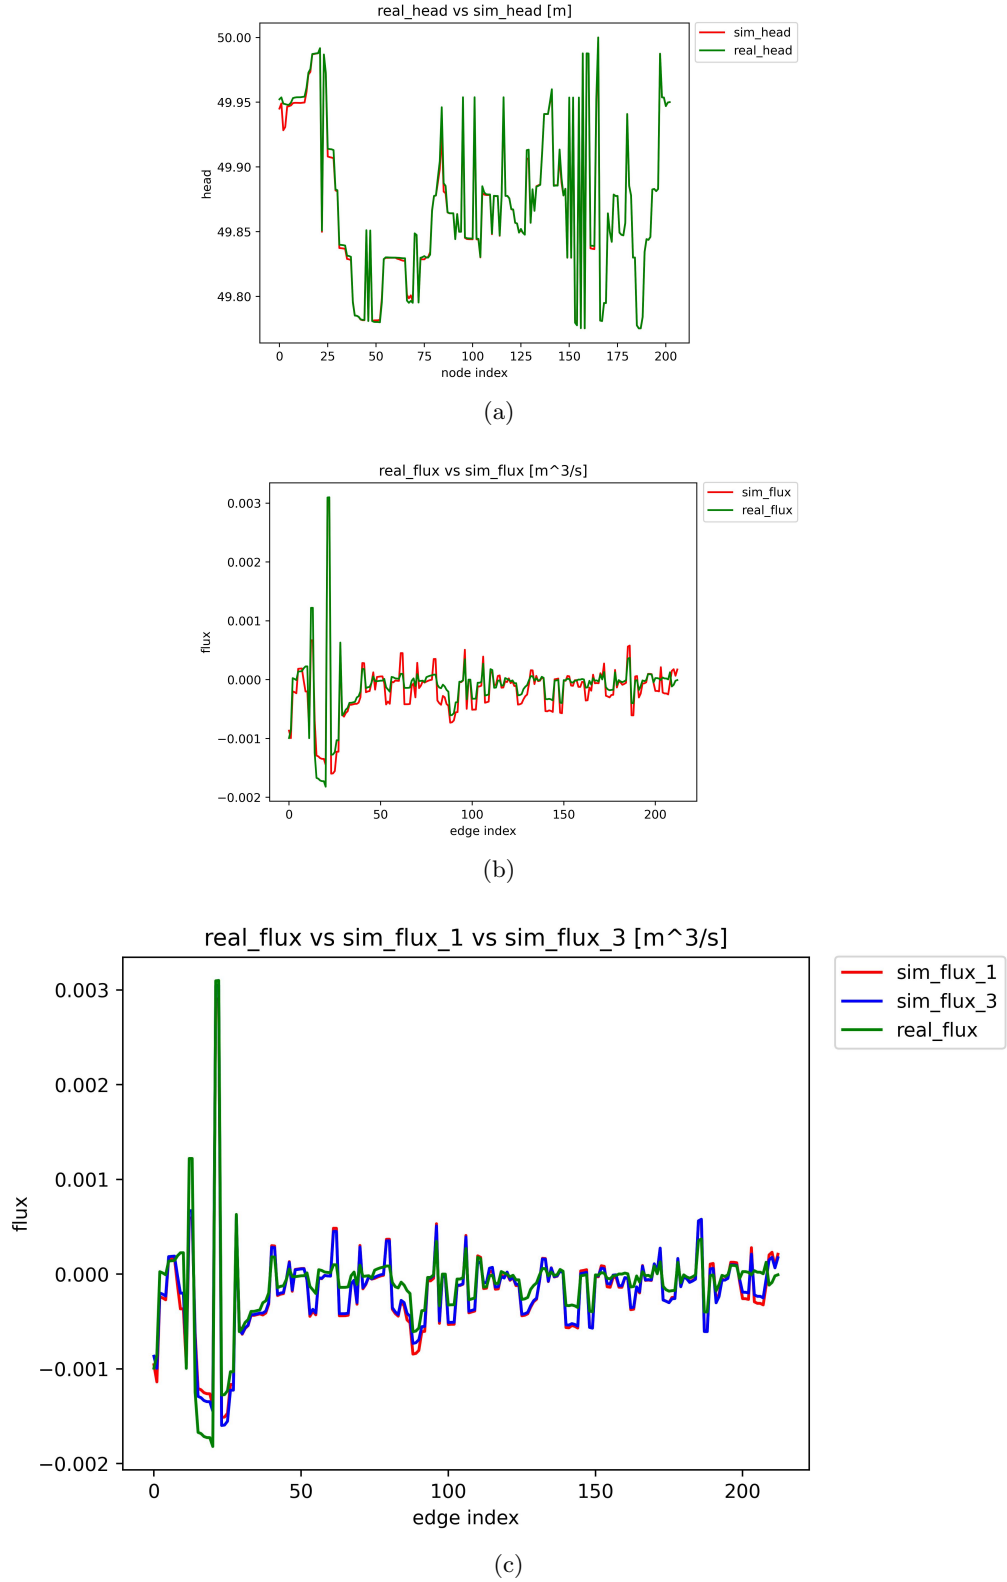 real_head vs sim_head [m]
sim_head
real_head
head
50.00
49.95
49.90
49.85
49.80
0 25 50 75 100 125 150 175 200
node index
(a)
real_flux vs sim_flux [m^3/s]
sim_flux
real_flux
flux
0.003
0.002
0.001
0.000
−0.001
−0.002
0 50 100 150 200
edge index
(b)
real_flux vs sim_flux_1 vs sim_flux_3 [m^3/s]
sim_flux_1
sim_flux_3
real_flux
flux
0.003
0.002
0.001
0.000
−0.001
−0.002
0 50 100 150 200
edge index
(c)